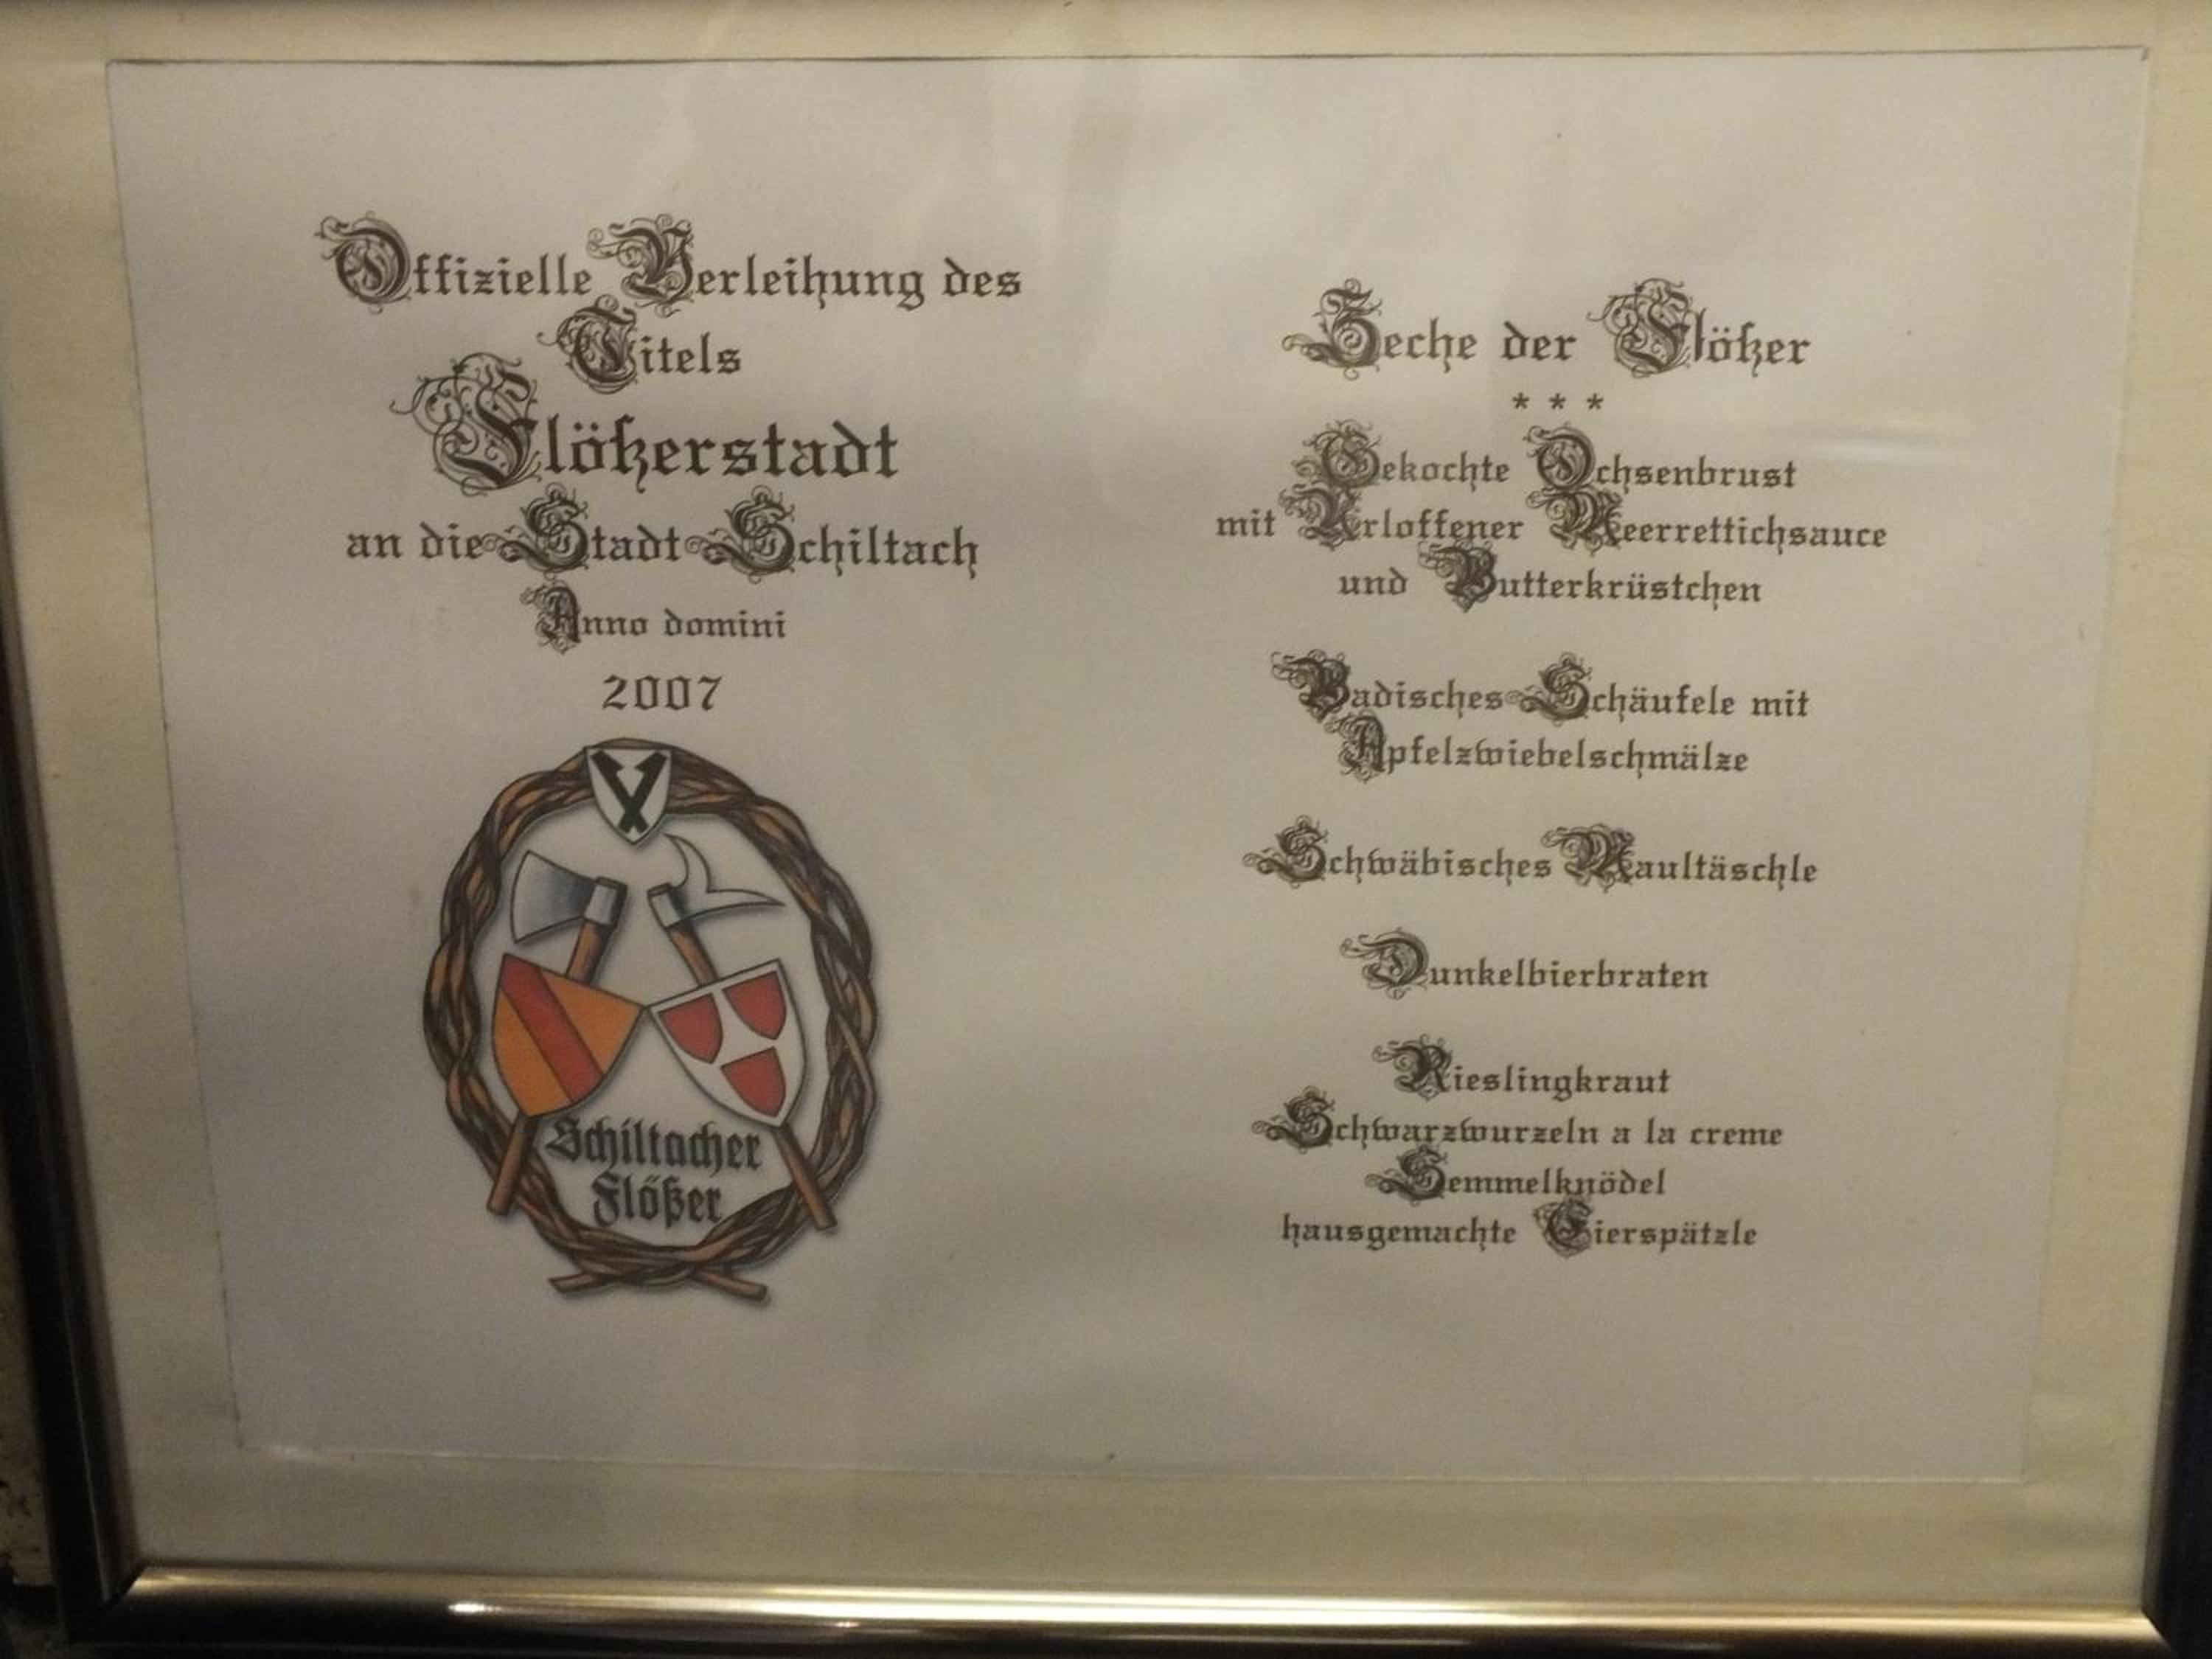 Offizielle Verleihung des
Titels
Flößerstadt
an die Stadt Schiltach
Anno domini
2007
Schiltacher
Flößer
Zeche der Flößer
* * *
Gekochte Ochsenbrust
mit Urloffener Meerrettichsauce
und Butterkrüstchen
Badisches Schäufele mit
Apfelzwiebelschmälze
Schwäbisches Maultäschle
Dunkelbierbraten
Rieslingkraut
Schwarzwurzeln a la creme
Semmelknödel
hausgemachte Eierspätzle